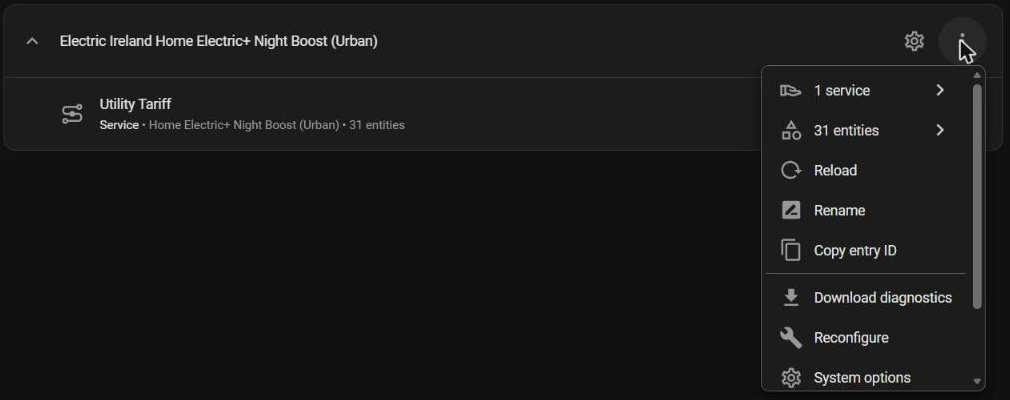 Electric Ireland Home Electric+ Night Boost (Urban)
Utility Tariff
Service • Home Electric+ Night Boost (Urban) • 31 entities
1 service
31 entities
Reload
Rename
Copy entry ID
Download diagnostics
Reconfigure
System options